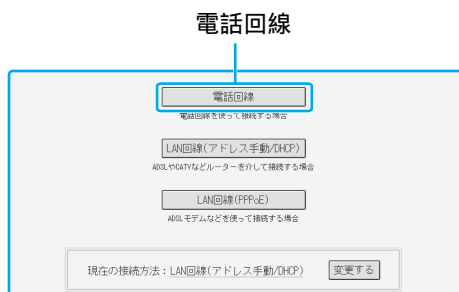 電話回線
電話回線
電話回線を使って接続する場合
LAN回線(アドレス手動/DHCP)
ADSLやCATVなどルーターを介して接続する場合
LAN回線(PPPoE)
ADSLモデムなどを使って接続する場合
現在の接続方法：LAN回線(アドレス手動/DHCP) 変更する